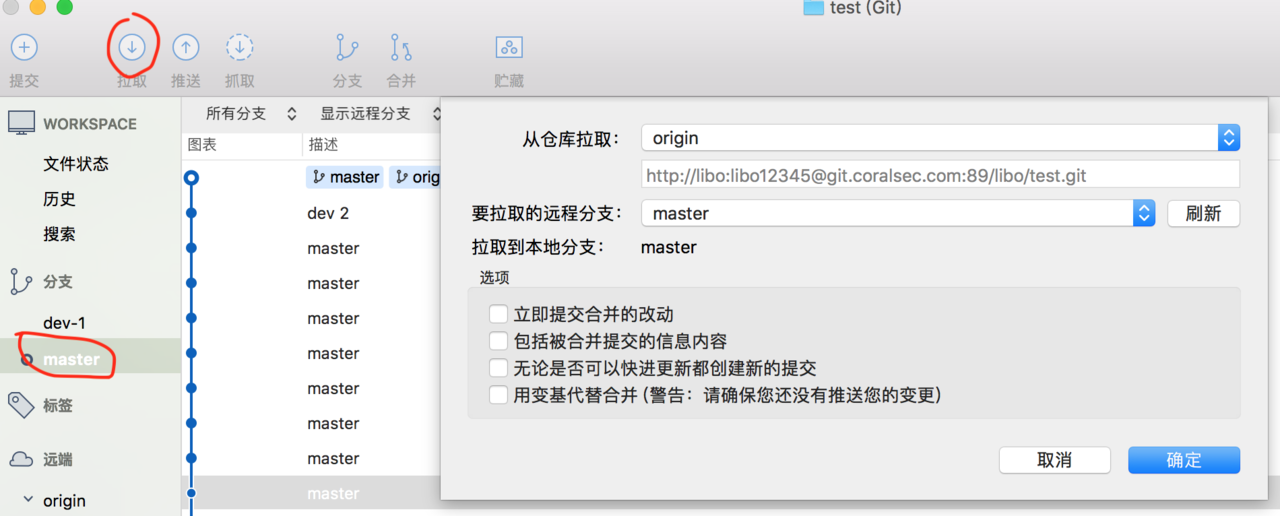 test (Git)
提交 拉取 推送 抓取 分支 合并 贮藏
WORKSPACE
文件状态
历史
搜索
分支
dev-1
master
标签
远端
origin
所有分支 显示远程分支
图表 描述
master orig
dev 2
master
master
master
master
master
master
master
master
从仓库拉取： origin
http://libo:libo12345@git.coralsec.com:89/libo/test.git
要拉取的远程分支： master 刷新
拉取到本地分支： master
选项
立即提交合并的改动
包括被合并提交的信息内容
无论是否可以快进更新都创建新的提交
用变基代替合并 (警告：请确保您还没有推送您的变更)
取消 确定